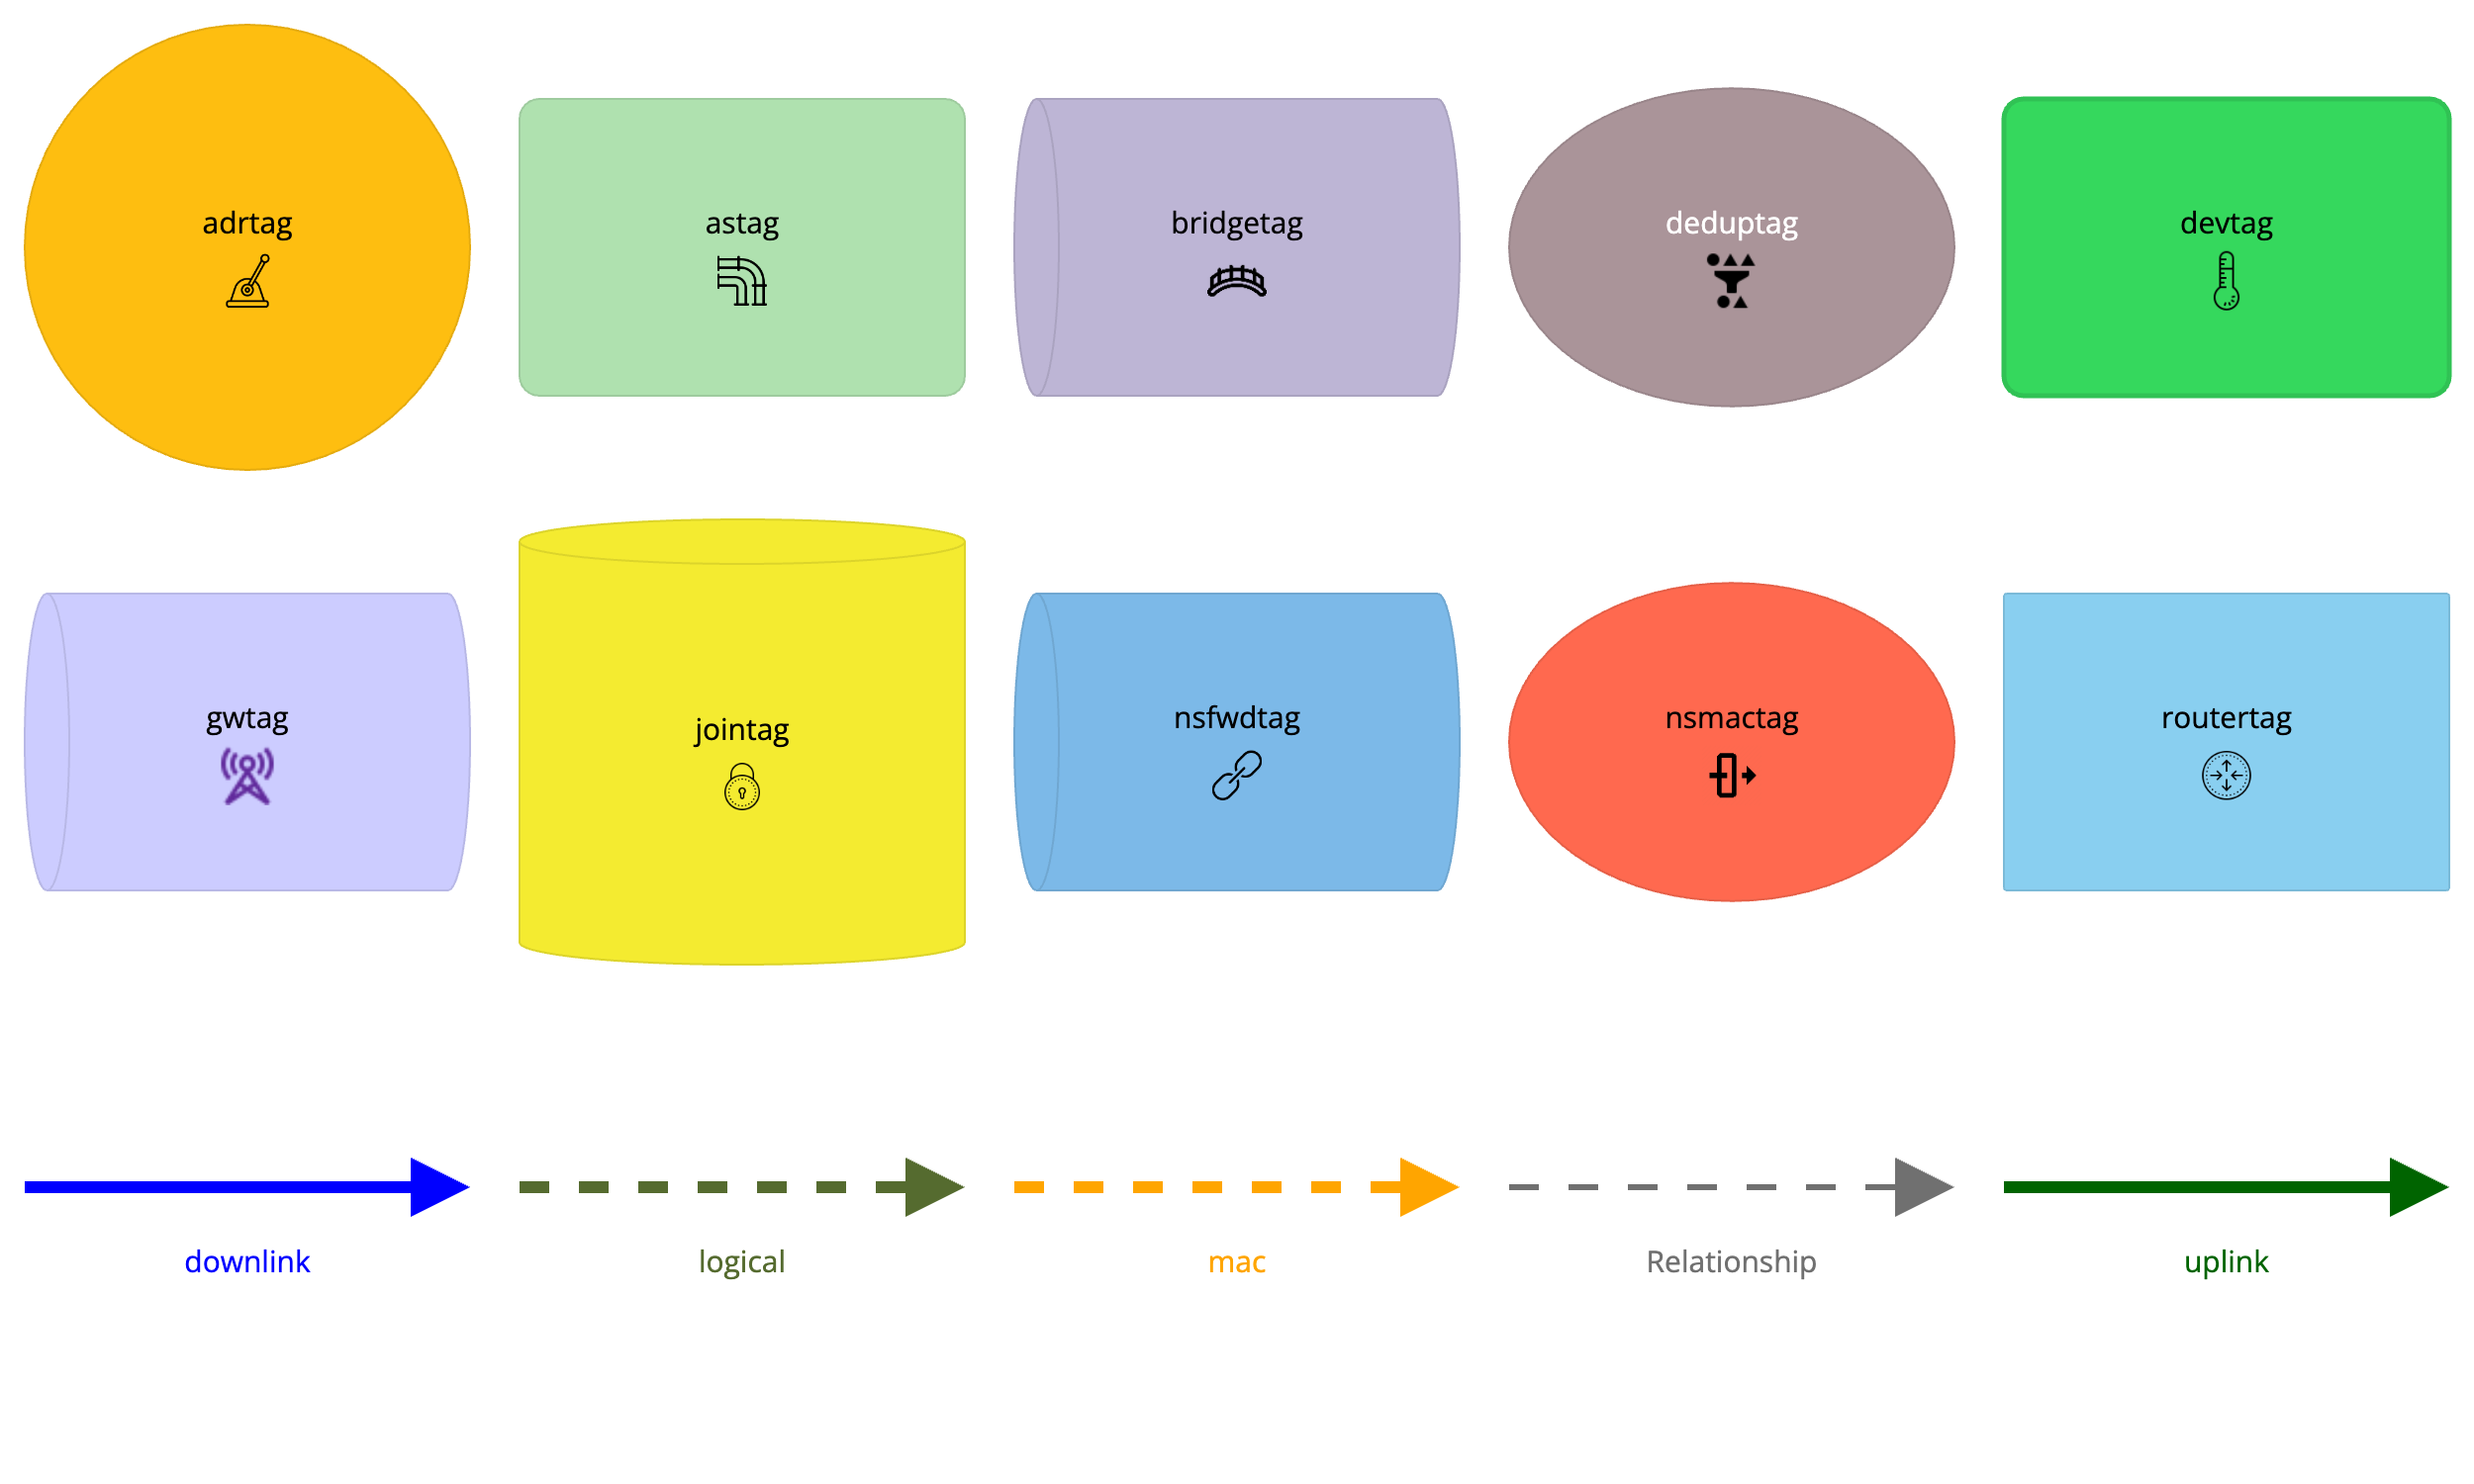 adrtag
astag
bridgetag
deduptag
devtag
gwtag
jointag
nsfwdtag
nsmactag
routertag
downlink
logical
mac
Relationship
uplink